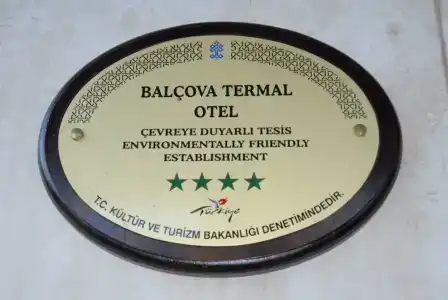 BALÇOVA TERMAL
OTEL
ÇEVREYE DUYARLI TESİS
ENVIRONMENTALLY FRIENDLY
ESTABLISHMENT
Türkiye
T.C. KÜLTÜR VE TURİZM BAKANLIĞI DENETİMİNDEDİR.